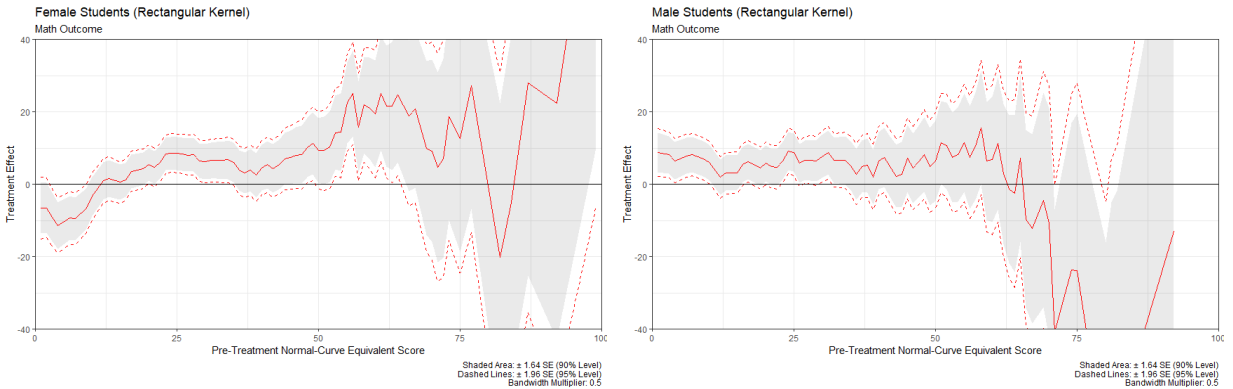 Female Students (Rectangular Kernel)
Math Outcome
40
20
0
-20
-40
Treatment Effect
0
25
50
75
100
Pre-Treatment Normal-Curve Equivalent Score
Shaded Area: ± 1.64 SE (90% Level)
Dashed Lines: ± 1.96 SE (95% Level)
Bandwidth Multiplier: 0.5
Male Students (Rectangular Kernel)
Math Outcome
40
20
0
-20
-40
Treatment Effect
0
25
50
75
100
Pre-Treatment Normal-Curve Equivalent Score
Shaded Area: ± 1.64 SE (90% Level)
Dashed Lines: ± 1.96 SE (95% Level)
Bandwidth Multiplier: 0.5